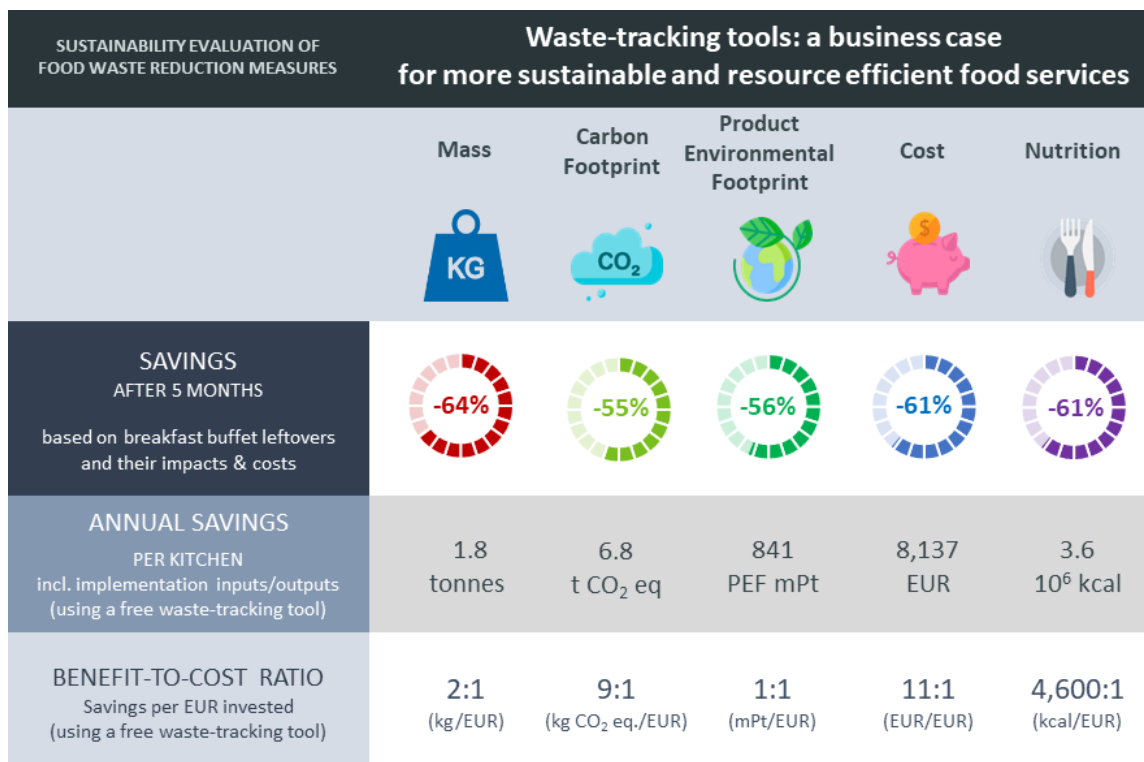 SUSTAINABILITY EVALUATION OF
FOOD WASTE REDUCTION MEASURES
Waste-tracking tools: a business case
for more sustainable and resource efficient food services
Mass
Carbon
Footprint
Product
Environmental
Footprint
Cost
Nutrition
KG
CO₂
$
SAVINGS
AFTER 5 MONTHS
based on breakfast buffet leftovers
and their impacts & costs
-64%
-55%
-56%
-61%
-61%
ANNUAL SAVINGS
PER KITCHEN
incl. implementation inputs/outputs
(using a free waste-tracking tool)
1.8
tonnes
6.8
t CO₂ eq
841
PEF mPt
8,137
EUR
3.6
10⁶ kcal
BENEFIT-TO-COST RATIO
Savings per EUR invested
(using a free waste-tracking tool)
2:1
(kg/EUR)
9:1
(kg CO₂ eq./EUR)
1:1
(mPt/EUR)
11:1
(EUR/EUR)
4,600:1
(kcal/EUR)